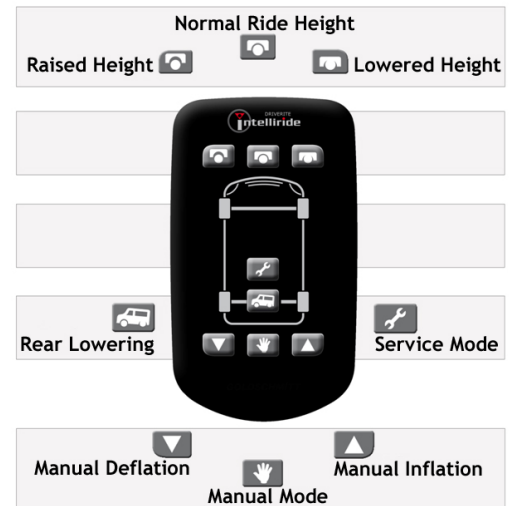 Normal Ride Height
Raised Height
Lowered Height
DRIVERITE
intelliride
Rear Lowering
Service Mode
Manual Deflation
Manual Inflation
Manual Mode